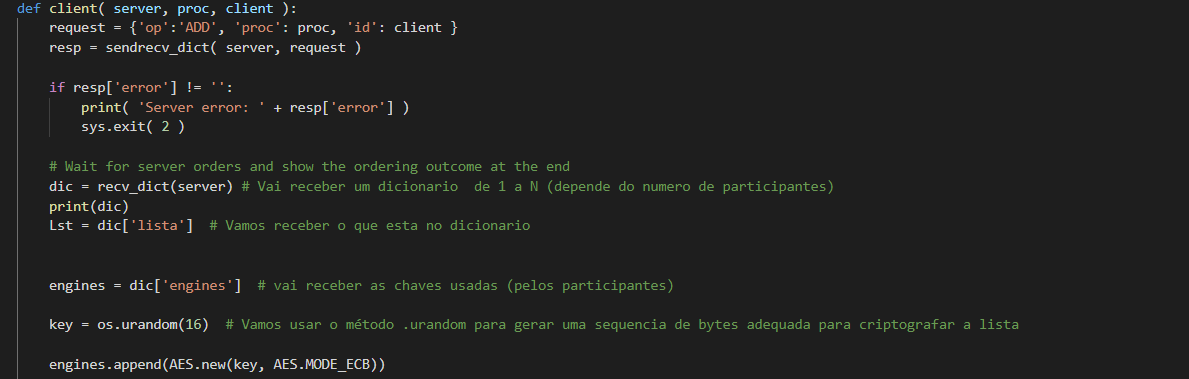 def client( server, proc, client ):
request = {'op':'ADD', 'proc': proc, 'id': client }
resp = sendrecv_dict( server, request )
if resp['error'] != '':
print( 'Server error: ' + resp['error'] )
sys.exit( 2 )
# Wait for server orders and show the ordering outcome at the end
dic = recv_dict(server) # Vai receber um dicionario  de 1 a N (depende do numero de participantes)
print(dic)
Lst = dic['lista']  # Vamos receber o que esta no dicionario
engines = dic['engines']  # vai receber as chaves usadas (pelos participantes)
key = os.urandom(16)  # Vamos usar o método .urandom para gerar uma sequencia de bytes adequada para criptografar a lista
engines.append(AES.new(key, AES.MODE_ECB))